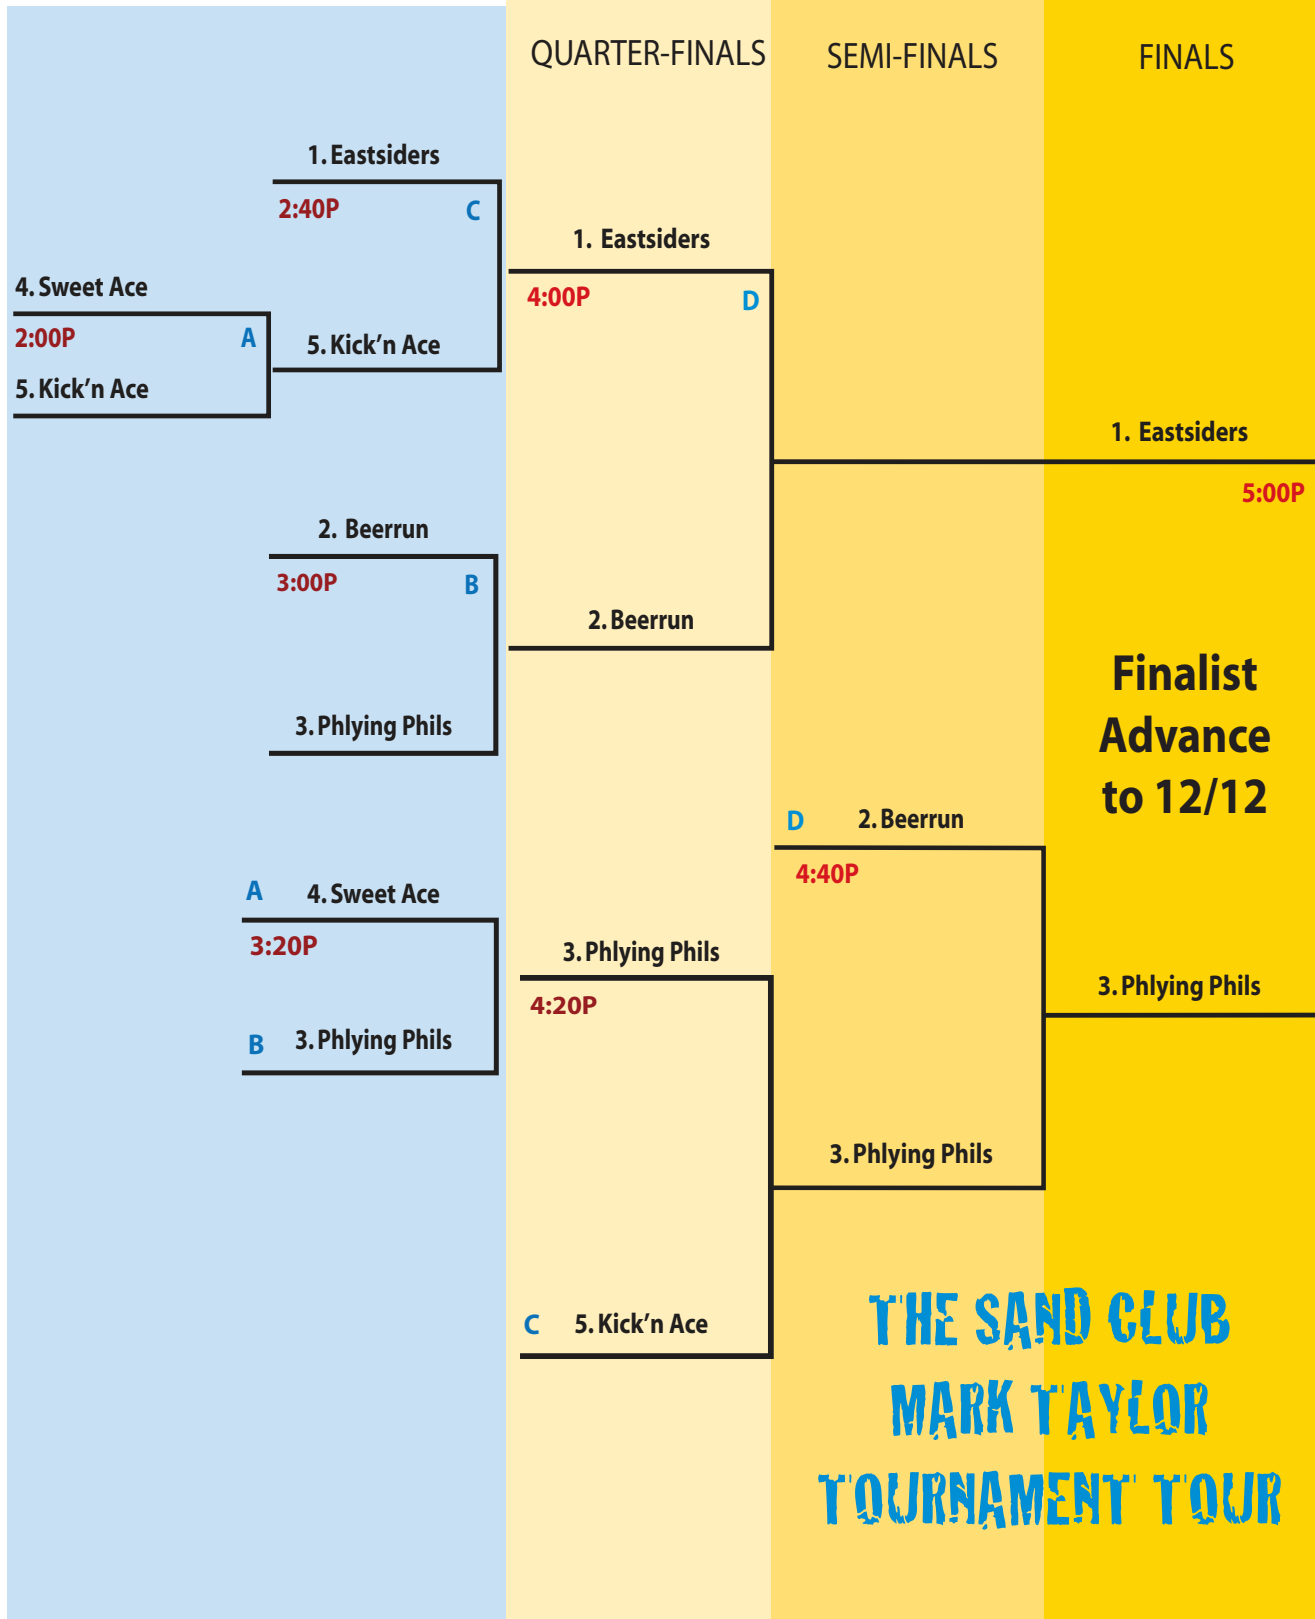 QUARTER-FINALS
SEMI-FINALS
FINALS
1. Eastsiders
2:40P
C
4. Sweet Ace
2:00P
A
5. Kick’n Ace
5. Kick’n Ace
1. Eastsiders
4:00P
D
1. Eastsiders
5:00P
2. Beerrun
3:00P
B
3. Phlying Phils
2. Beerrun
Finalist
Advance
to 12/12
D
2. Beerrun
4:40P
A
4. Sweet Ace
3:20P
B
3. Phlying Phils
3. Phlying Phils
4:20P
3. Phlying Phils
3. Phlying Phils
C
5. Kick’n Ace
THE SAND CLUB
MARK TAYLOR
TOURNAMENT TOUR